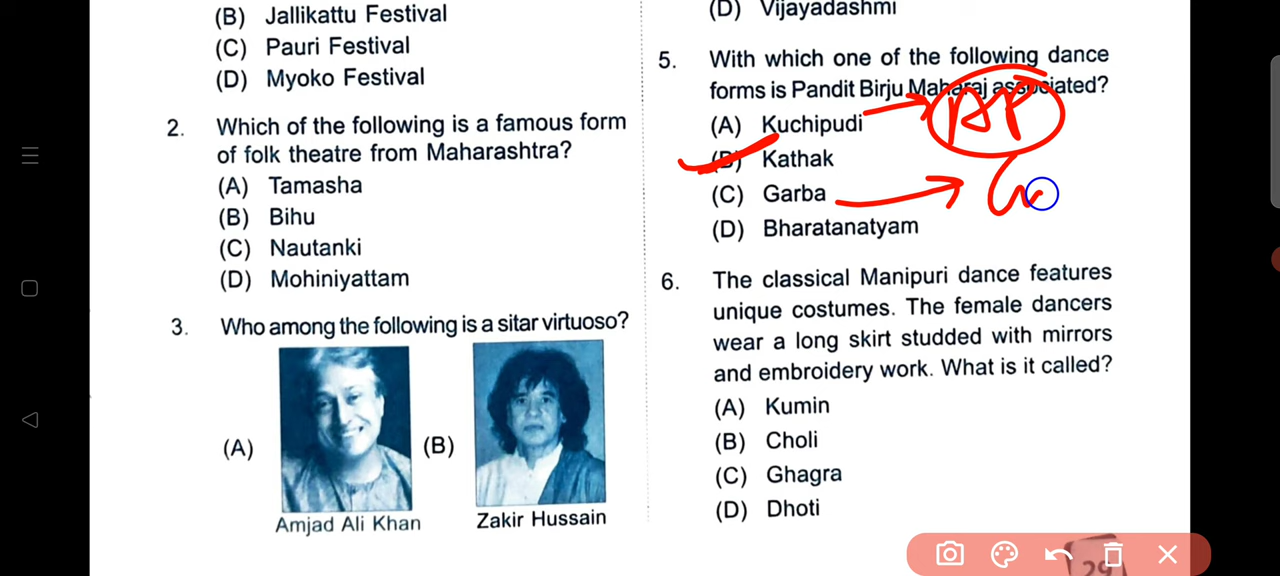 (B) Jallikattu Festival
(C) Pauri Festival
(D) Myoko Festival
2. Which of the following is a famous form
of folk theatre from Maharashtra?
(A) Tamasha
(B) Bihu
(C) Nautanki
(D) Mohiniyattam
3. Who among the following is a sitar virtuoso?
(A)
(B)
Amjad Ali Khan
Zakir Hussain
(D) Vijayadashmi
5. With which one of the following dance
forms is Pandit Birju Maharaj associated?
(A) Kuchipudi
AP
(B) Kathak
(C) Garba
(D) Bharatanatyam
6. The classical Manipuri dance features
unique costumes. The female dancers
wear a long skirt studded with mirrors
and embroidery work. What is it called?
(A) Kumin
(B) Choli
(C) Ghagra
(D) Dhoti
29